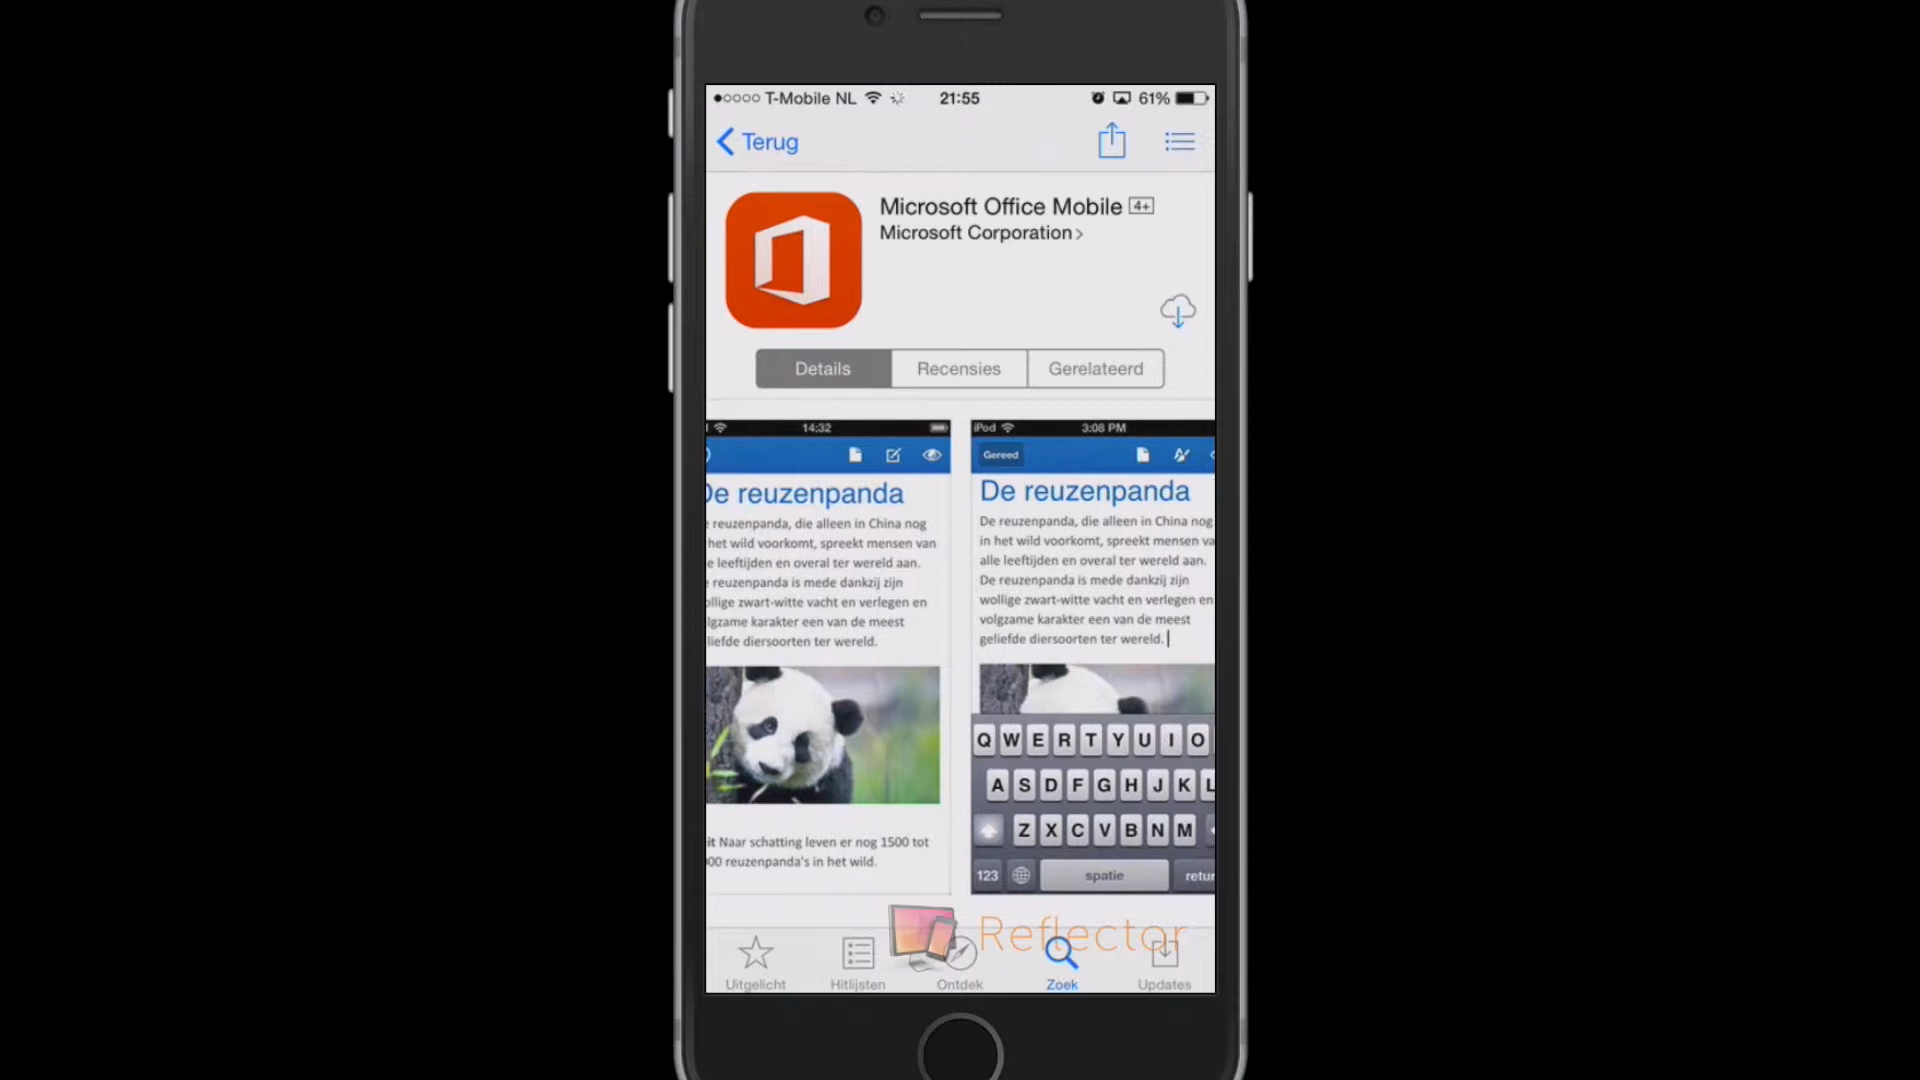 T-Mobile NL 21:55 61%
Terug
Microsoft Office Mobile 4+
Microsoft Corporation
Details Recensies Gerelateerd
14:32
De reuzenpanda
reuzenpanda, die alleen in China nog
het wild voorkomt, spreekt mensen van
leeftijden en overal ter wereld aan.
reuzenpanda is mede dankzij zijn
zwart-witte vacht en verlegen en
karakter een van de meest
diersoorten ter wereld.
Naar schatting leven er nog 1500 tot
reuzenpanda's in het wild.
iPod 3:08 PM
Gereed
De reuzenpanda
De reuzenpanda, die alleen in China nog
in het wild voorkomt, spreekt mensen va
alle leeftijden en overal ter wereld aan.
De reuzenpanda is mede dankzij zijn
wollige zwart-witte vacht en verlegen en
volgzame karakter een van de meest
geliefde diersoorten ter wereld.
Q W E R T Y U I O
A S D F G H J K L
Z X C V B N M
123 spatie retur
Reflector
Uitgelicht Hitlijsten Ontdek Zoek Updates